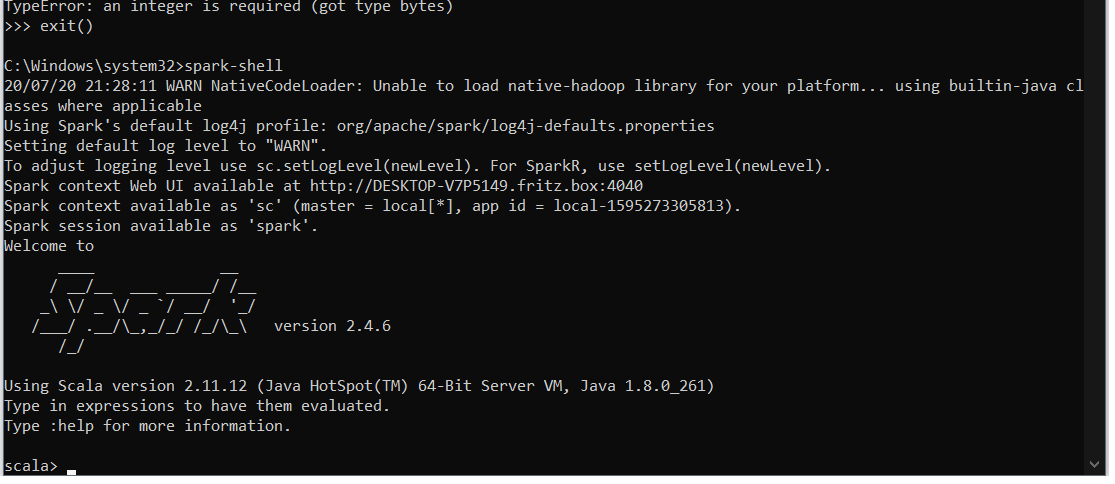 TypeError: an integer is required (got type bytes)
>>> exit()

C:\Windows\system32>spark-shell
20/07/20 21:28:11 WARN NativeCodeLoader: Unable to load native-hadoop library for your platform... using builtin-java cl
asses where applicable
Using Spark's default log4j profile: org/apache/spark/log4j-defaults.properties
Setting default log level to "WARN".
To adjust logging level use sc.setLogLevel(newLevel). For SparkR, use setLogLevel(newLevel).
Spark context Web UI available at http://DESKTOP-V7P5149.fritz.box:4040
Spark context available as 'sc' (master = local[*], app id = local-1595273305813).
Spark session available as 'spark'.
Welcome to
      ____              __
     / __/__  ___ _____/ /__
    _\ \/ _ \/ _ `/ __/  '_/
   /___/ .__/\_,_/_/ /_/\_\   version 2.4.6
      /_/

Using Scala version 2.11.12 (Java HotSpot(TM) 64-Bit Server VM, Java 1.8.0_261)
Type in expressions to have them evaluated.
Type :help for more information.

scala>